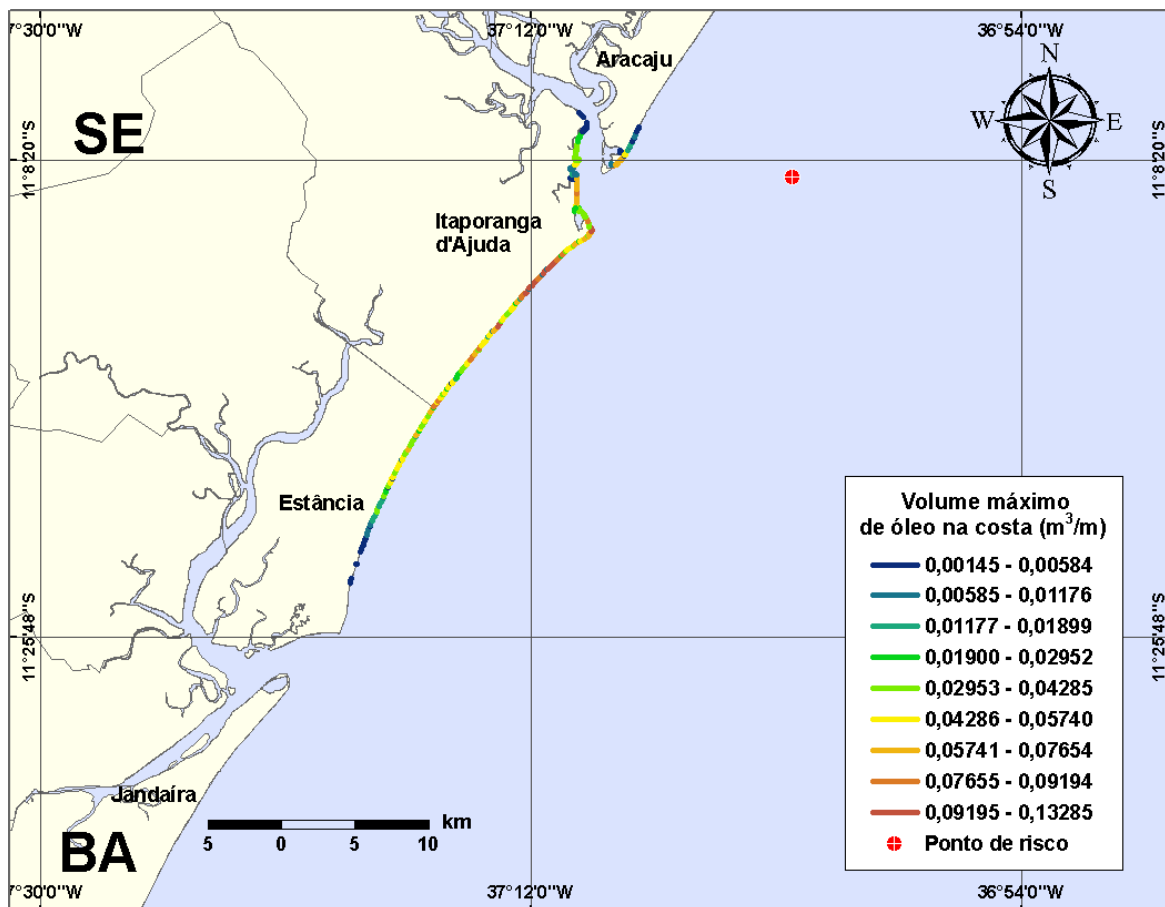 7°30'0"W
37°12'0"W
36°54'0"W
Aracaju
N
W
E
S
SE
11°8'20"S
11°8'20"S
Itaporanga
d'Ajuda
Estância
Volume máximo
de óleo na costa (m³/m)
0,00145 - 0,00584
0,00585 - 0,01176
0,01177 - 0,01899
0,01900 - 0,02952
0,02953 - 0,04285
0,04286 - 0,05740
0,05741 - 0,07654
0,07655 - 0,09194
0,09195 - 0,13285
Ponto de risco
11°25'48"S
11°25'48"S
Jandaíra
BA
km
5 0 5 10
7°30'0"W
37°12'0"W
36°54'0"W